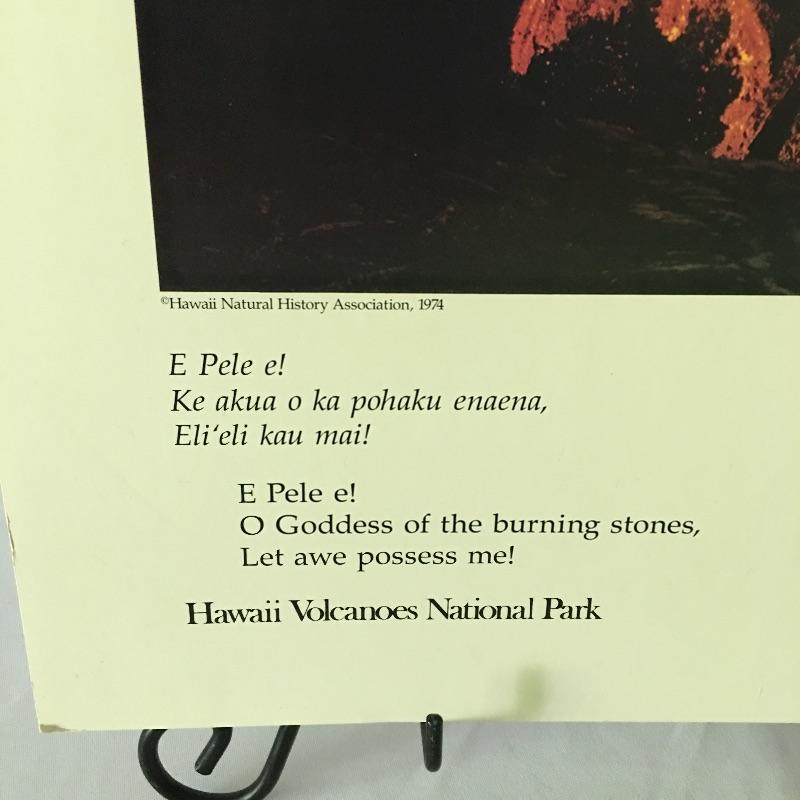 ©Hawaii Natural History Association, 1974
E Pele e!
Ke akua o ka pohaku enaena,
Eli‘eli kau mai!
E Pele e!
O Goddess of the burning stones,
Let awe possess me!
Hawaii Volcanoes National Park